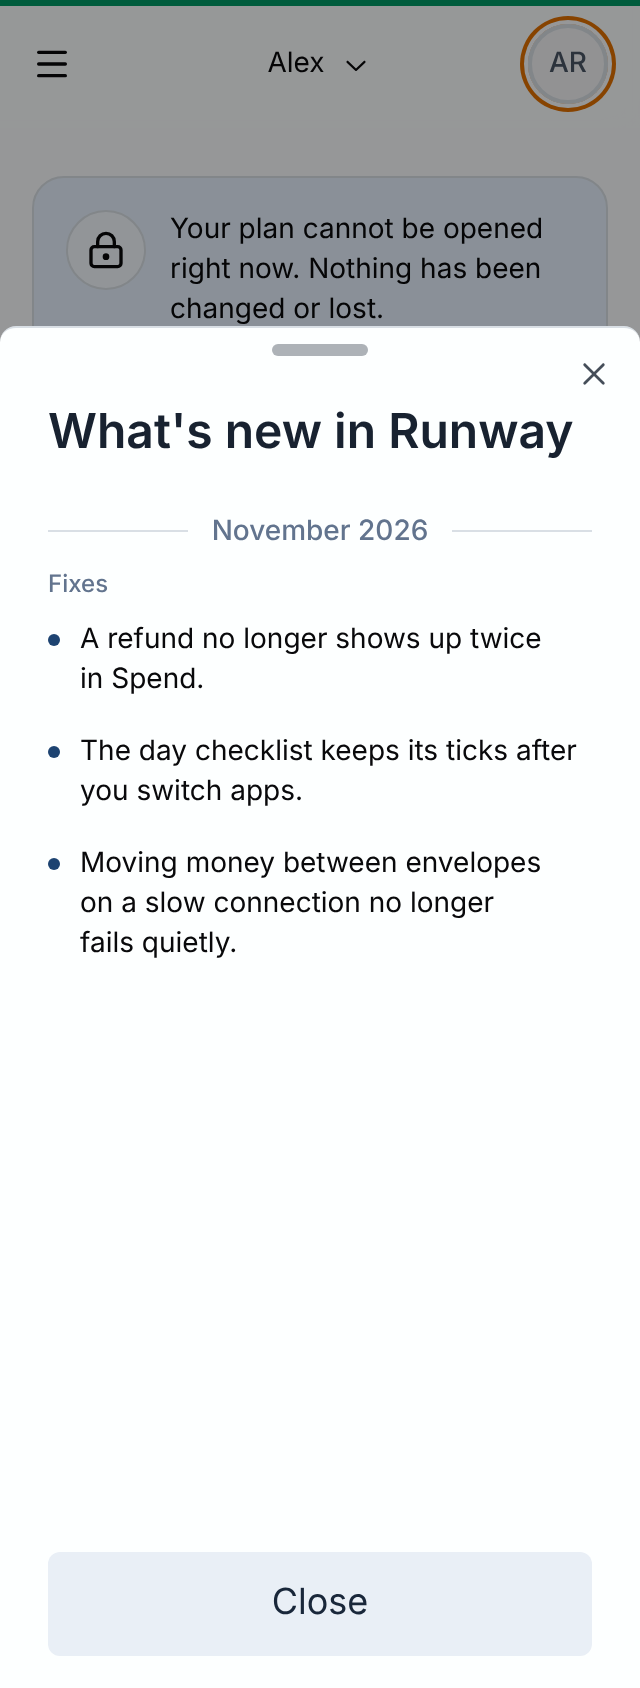 Alex
AR
Your plan cannot be opened
right now. Nothing has been
changed or lost.
What's new in Runway
November 2026
Fixes
A refund no longer shows up twice
in Spend.
The day checklist keeps its ticks after
you switch apps.
Moving money between envelopes
on a slow connection no longer
fails quietly.
Close